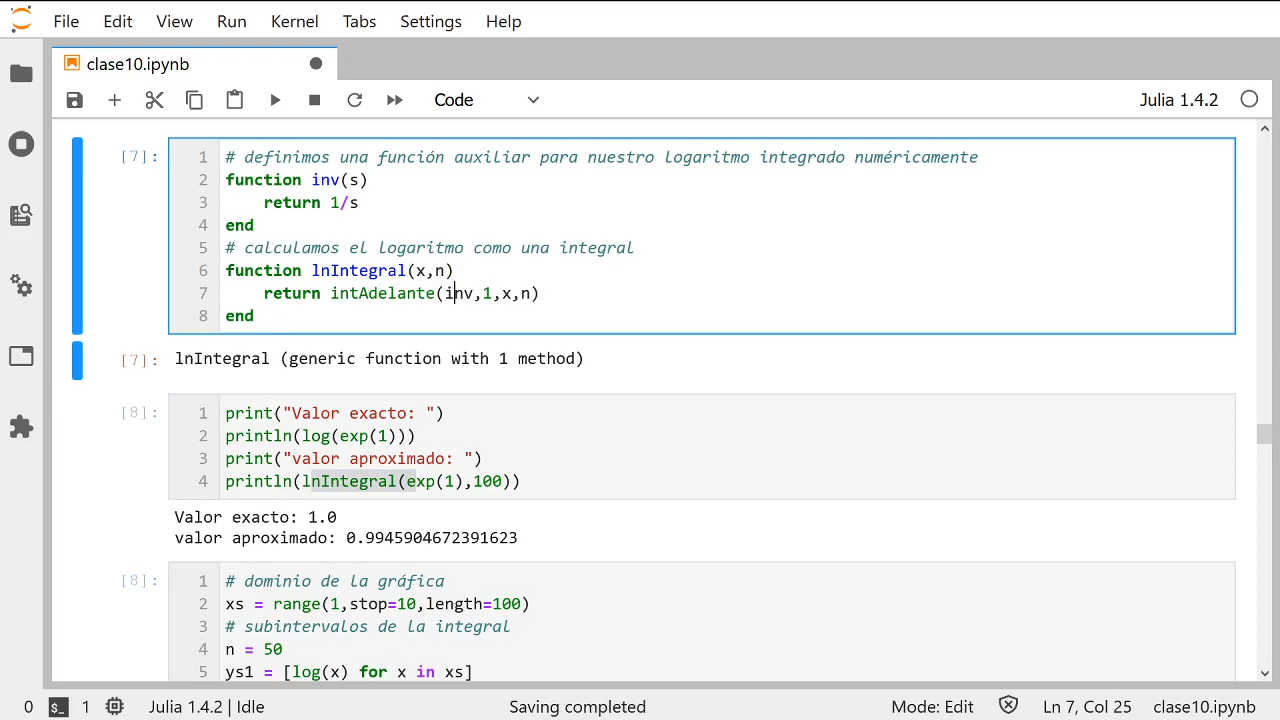 File Edit View Run Kernel Tabs Settings Help
clase10.ipynb
Code
Julia 1.4.2
[7]:
1 # definimos una función auxiliar para nuestro logaritmo integrado numéricamente
2 function inv(s)
3     return 1/s
4 end
5 # calculamos el logaritmo como una integral
6 function lnIntegral(x,n)
7     return intAdelante(inv,1,x,n)
8 end
[7]: lnIntegral (generic function with 1 method)
[8]:
1 print("Valor exacto: ")
2 println(log(exp(1)))
3 print("valor aproximado: ")
4 println(lnIntegral(exp(1),100))
Valor exacto: 1.0
valor aproximado: 0.9945904672391623
[8]:
1 # dominio de la gráfica
2 xs = range(1,stop=10,length=100)
3 # subintervalos de la integral
4 n = 50
5 ys1 = [log(x) for x in xs]
0 $_ 1 Julia 1.4.2 | Idle Saving completed Mode: Edit Ln 7, Col 25 clase10.ipynb